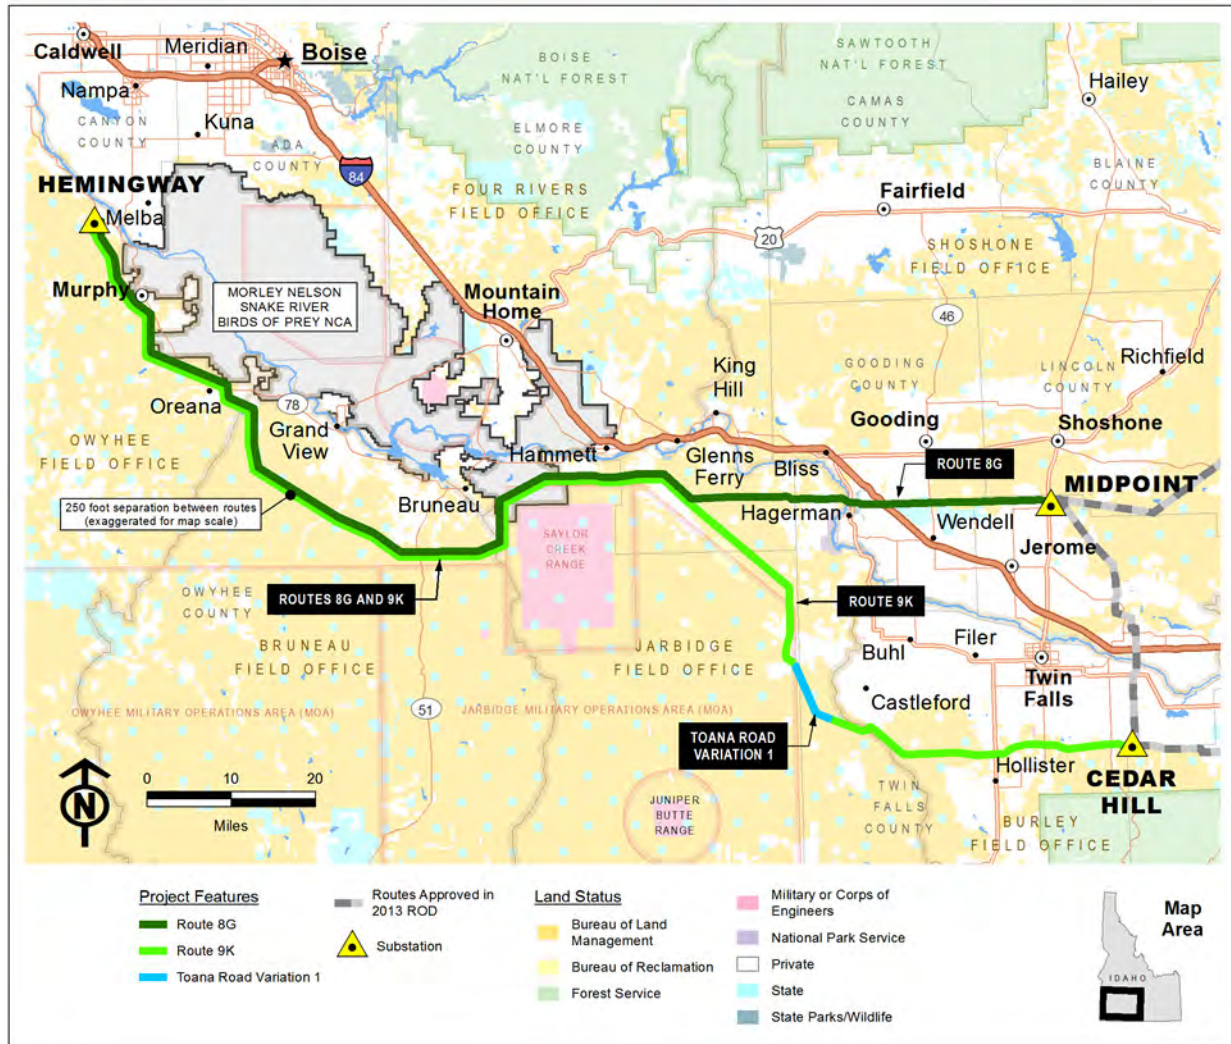 Caldwell
Meridian
Boise
Nampa
CANYON
COUNTY
Kuna
ADA
COUNTY
84
BOISE
NAT'L FOREST
ELMORE
COUNTY
SAWTOOTH
NAT'L FOREST
CAMAS
COUNTY
Hailey
BLAINE
COUNTY
HEMINGWAY
Melba
FOUR RIVERS
FIELD OFFICE
Fairfield
20
SHOSHONE
FIELD OFFICE
Murphy
MORLEY NELSON
SNAKE RIVER
BIRDS OF PREY NCA
Mountain
Home
46
King
Hill
GOODING
COUNTY
LINCOLN
COUNTY
Richfield
Oreana
78
Grand
View
Gooding
Shoshone
OWYHEE
FIELD OFFICE
Hammett
Glenns
Ferry
Bliss
ROUTE 8G
MIDPOINT
250 foot separation between routes
(exaggerated for map scale)
Bruneau
Hagerman
Wendell
SAYLOR
CREEK
RANGE
Jerome
OWYHEE
COUNTY
ROUTES 8G AND 9K
ROUTE 9K
BRUNEAU
FIELD OFFICE
JARBIDGE
FIELD OFFICE
Buhl
Filer
Twin
Falls
Castleford
OWYHEE MILITARY OPERATIONS AREA (MOA)
51
JARBIDGE MILITARY OPERATIONS AREA (MOA)
TOANA ROAD
VARIATION 1
Hollister
CEDAR
HILL
N
0 10 20
Miles
JUNIPER
BUTTE
RANGE
TWIN
FALLS
COUNTY
BURLEY
FIELD OFFICE
Project Features
Route 8G
Route 9K
Toana Road Variation 1
Routes Approved in
2013 ROD
Substation
Land Status
Bureau of Land
Management
Bureau of Reclamation
Forest Service
Military or Corps of
Engineers
National Park Service
Private
State
State Parks/Wildlife
IDAHO
Map
Area